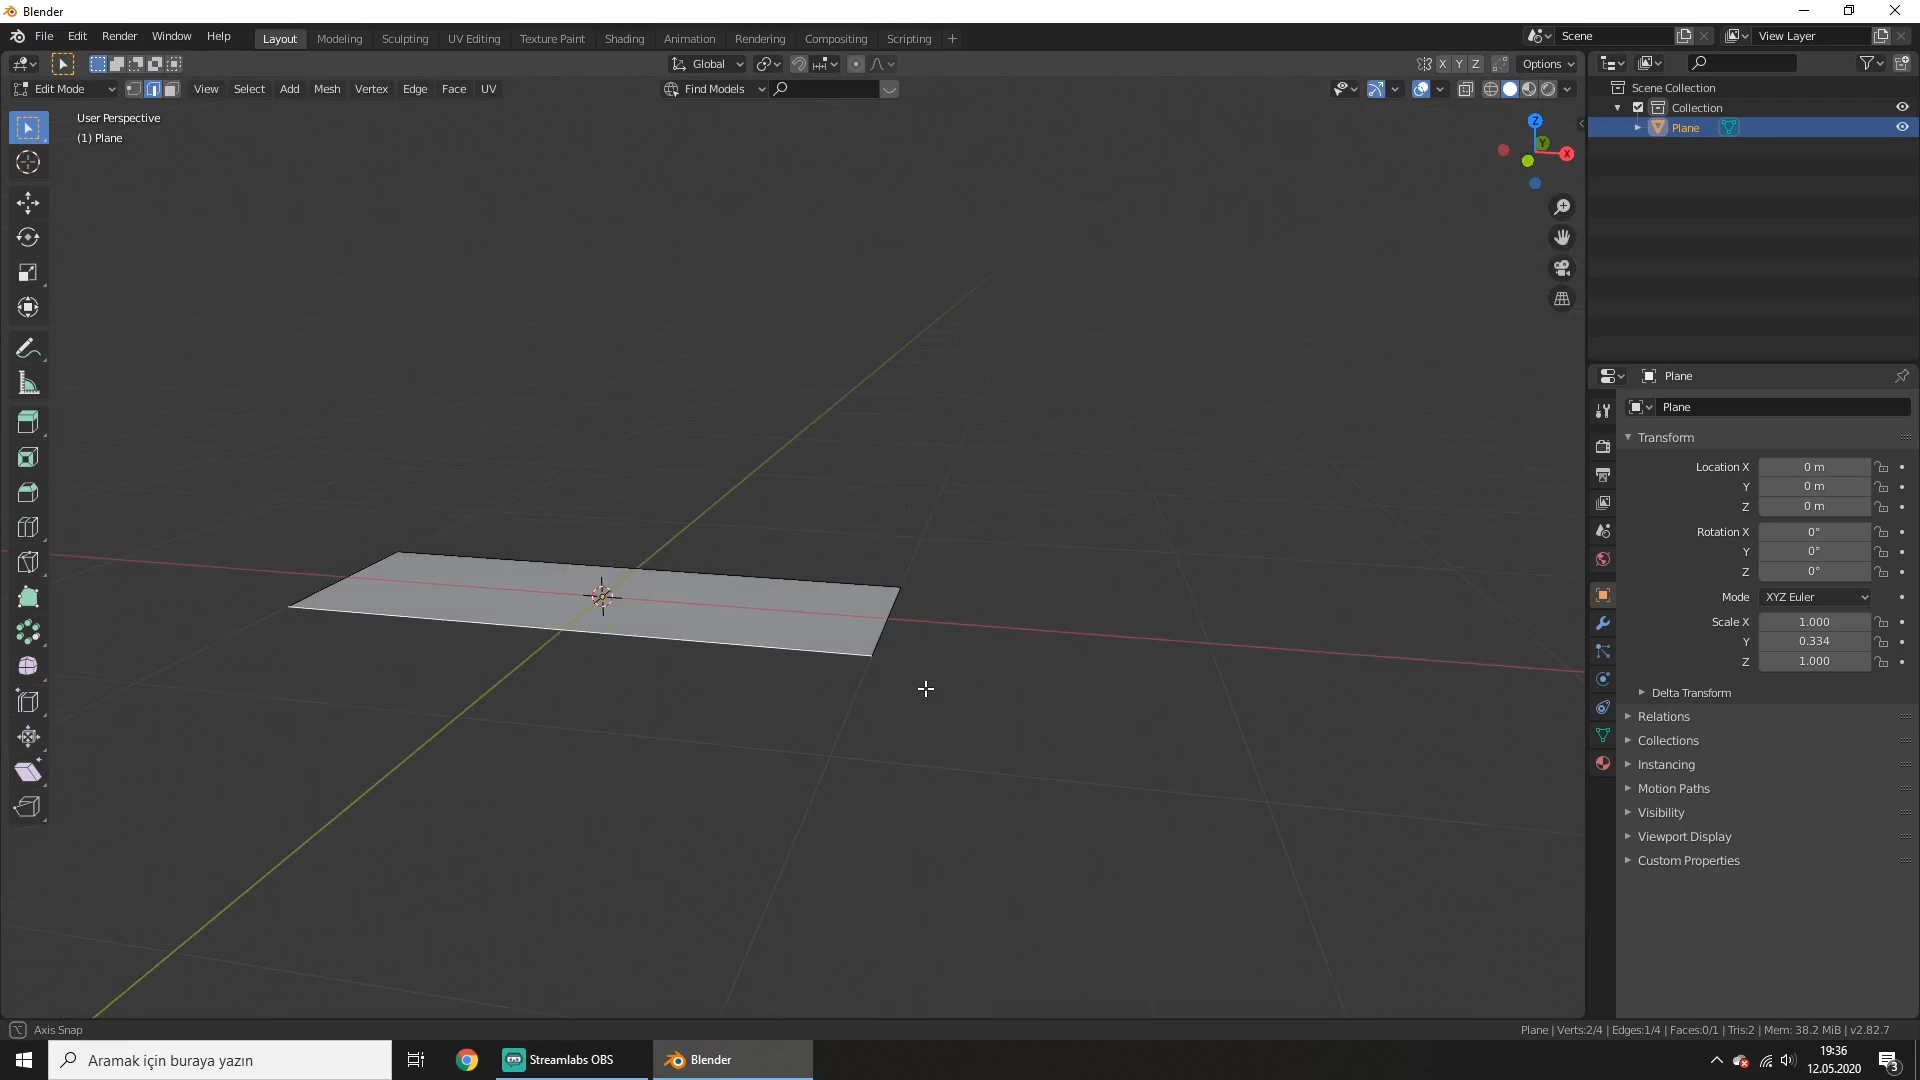 Blender
File Edit Render Window Help
Layout Modeling Sculpting UV Editing Texture Paint Shading Animation Rendering Compositing Scripting +
Scene
View Layer
Global
X Y Z
Options
Edit Mode
View Select Add Mesh Vertex Edge Face UV
Find Models
User Perspective
(1) Plane
Z
Y
X
Scene Collection
Collection
Plane
Plane
Plane
Transform
Location X 0 m
Y 0 m
Z 0 m
Rotation X 0°
Y 0°
Z 0°
Mode XYZ Euler
Scale X 1.000
Y 0.334
Z 1.000
Delta Transform
Relations
Collections
Instancing
Motion Paths
Visibility
Viewport Display
Custom Properties
Axis Snap
Plane | Verts:2/4 | Edges:1/4 | Faces:0/1 | Tris:2 | Mem: 38.2 MiB | v2.82.7
Aramak için buraya yazın
Streamlabs OBS
Blender
19:36
12.05.2020
3